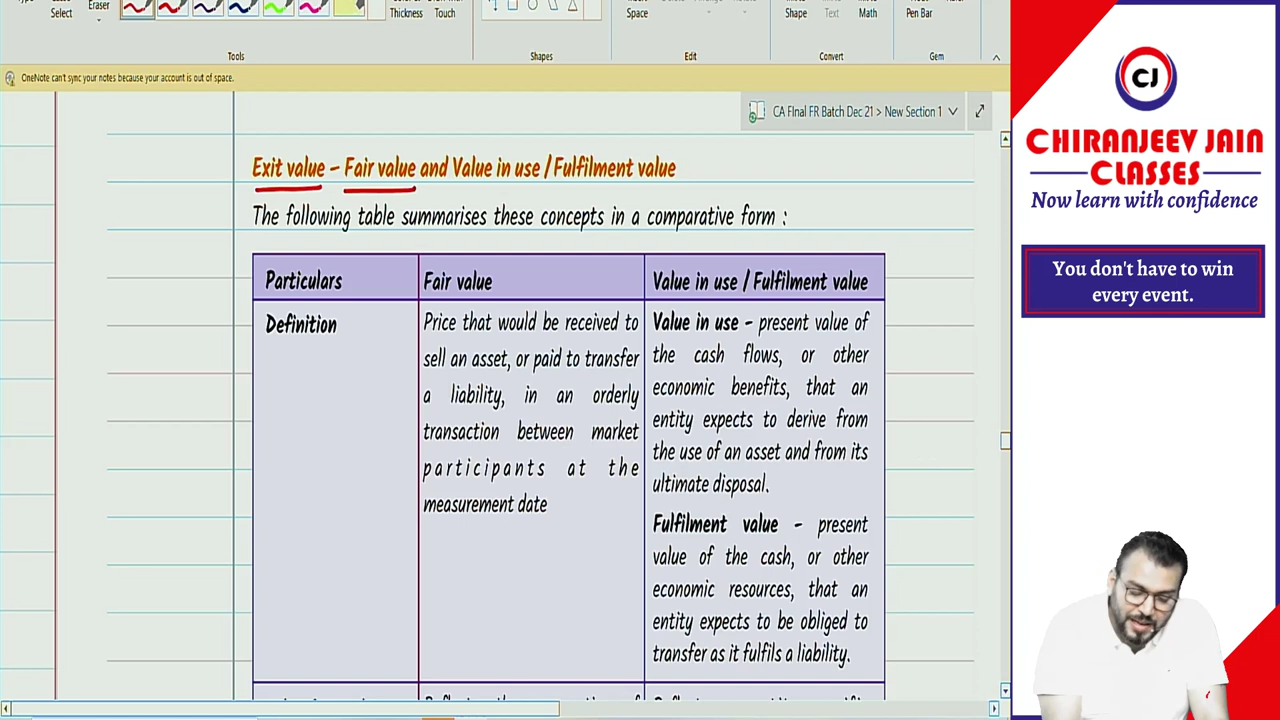 Eraser
Select
Thickness
Touch
Space
Shape
Text
Math
Pen Bar
Tools
Shapes
Edit
Convert
Gem
OneNote can't sync your notes because your account is out of space.
CA FInal FR Batch Dec 21 > New Section 1
Exit value – Fair value and Value in use / Fulfilment value
The following table summarises these concepts in a comparative form :
Particulars
Fair value
Value in use / Fulfilment value
Definition
Price that would be received to
sell an asset, or paid to transfer
a liability, in an orderly
transaction between market
participants at the
measurement date
Value in use – present value of
the cash flows, or other
economic benefits, that an
entity expects to derive from
the use of an asset and from its
ultimate disposal.
Fulfilment value – present
value of the cash, or other
economic resources, that an
entity expects to be obliged to
transfer as it fulfils a liability.
CJ
CHIRANJEEV JAIN
CLASSES
Now learn with confidence
You don't have to win
every event.